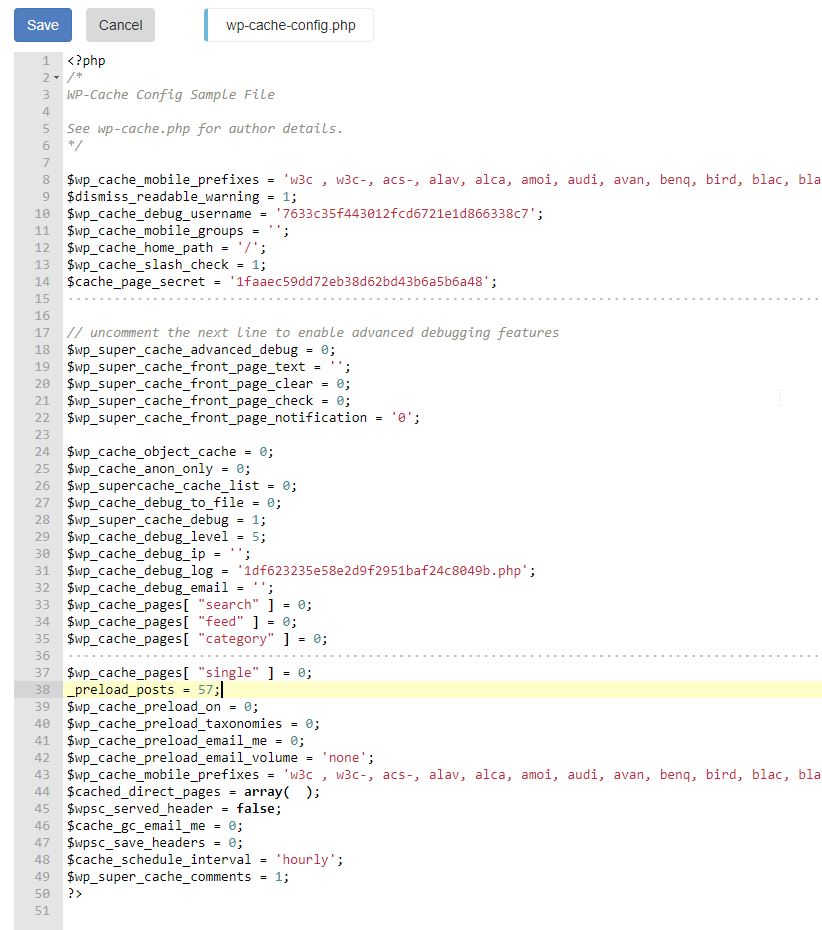 Save Cancel wp-cache-config.php
1 <?php
2 /*
3 WP-Cache Config Sample File
4
5 See wp-cache.php for author details.
6 */
7
8 $wp_cache_mobile_prefixes = 'w3c , w3c-, acs-, alav, alca, amoi, audi, avan, benq, bird, blac, bla
9 $dismiss_readable_warning = 1;
10 $wp_cache_debug_username = '7633c35f443012fcd6721e1d866338c7';
11 $wp_cache_mobile_groups = '';
12 $wp_cache_home_path = '/';
13 $wp_cache_slash_check = 1;
14 $cache_page_secret = '1faaec59dd72eb38d62bd43b6a5b6a48';
15
16
17 // uncomment the next line to enable advanced debugging features
18 $wp_super_cache_advanced_debug = 0;
19 $wp_super_cache_front_page_text = '';
20 $wp_super_cache_front_page_clear = 0;
21 $wp_super_cache_front_page_check = 0;
22 $wp_super_cache_front_page_notification = '0';
23
24 $wp_cache_object_cache = 0;
25 $wp_cache_anon_only = 0;
26 $wp_supercache_cache_list = 0;
27 $wp_cache_debug_to_file = 0;
28 $wp_super_cache_debug = 1;
29 $wp_cache_debug_level = 5;
30 $wp_cache_debug_ip = '';
31 $wp_cache_debug_log = '1df623235e58e2d9f2951baf24c8049b.php';
32 $wp_cache_debug_email = '';
33 $wp_cache_pages[ "search" ] = 0;
34 $wp_cache_pages[ "feed" ] = 0;
35 $wp_cache_pages[ "category" ] = 0;
36
37 $wp_cache_pages[ "single" ] = 0;
38 _preload_posts = 57;
39 $wp_cache_preload_on = 0;
40 $wp_cache_preload_taxonomies = 0;
41 $wp_cache_preload_email_me = 0;
42 $wp_cache_preload_email_volume = 'none';
43 $wp_cache_mobile_prefixes = 'w3c , w3c-, acs-, alav, alca, amoi, audi, avan, benq, bird, blac, bla
44 $cached_direct_pages = array(  );
45 $wpsc_served_header = false;
46 $cache_gc_email_me = 0;
47 $wpsc_save_headers = 0;
48 $cache_schedule_interval = 'hourly';
49 $wp_super_cache_comments = 1;
50 ?>
51